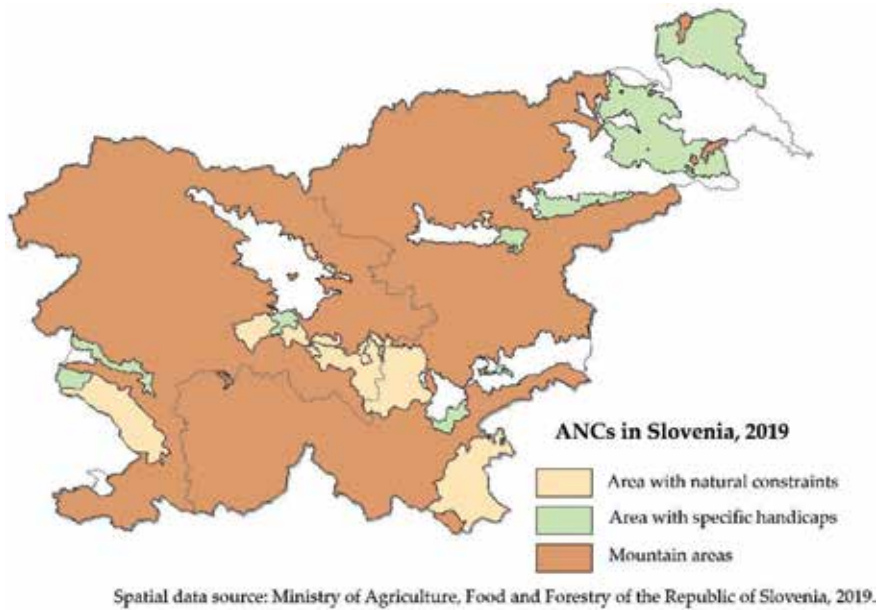 ANCs in Slovenia, 2019
Area with natural constraints
Area with specific handicaps
Mountain areas
Spatial data source: Ministry of Agriculture, Food and Forestry of the Republic of Slovenia, 2019.